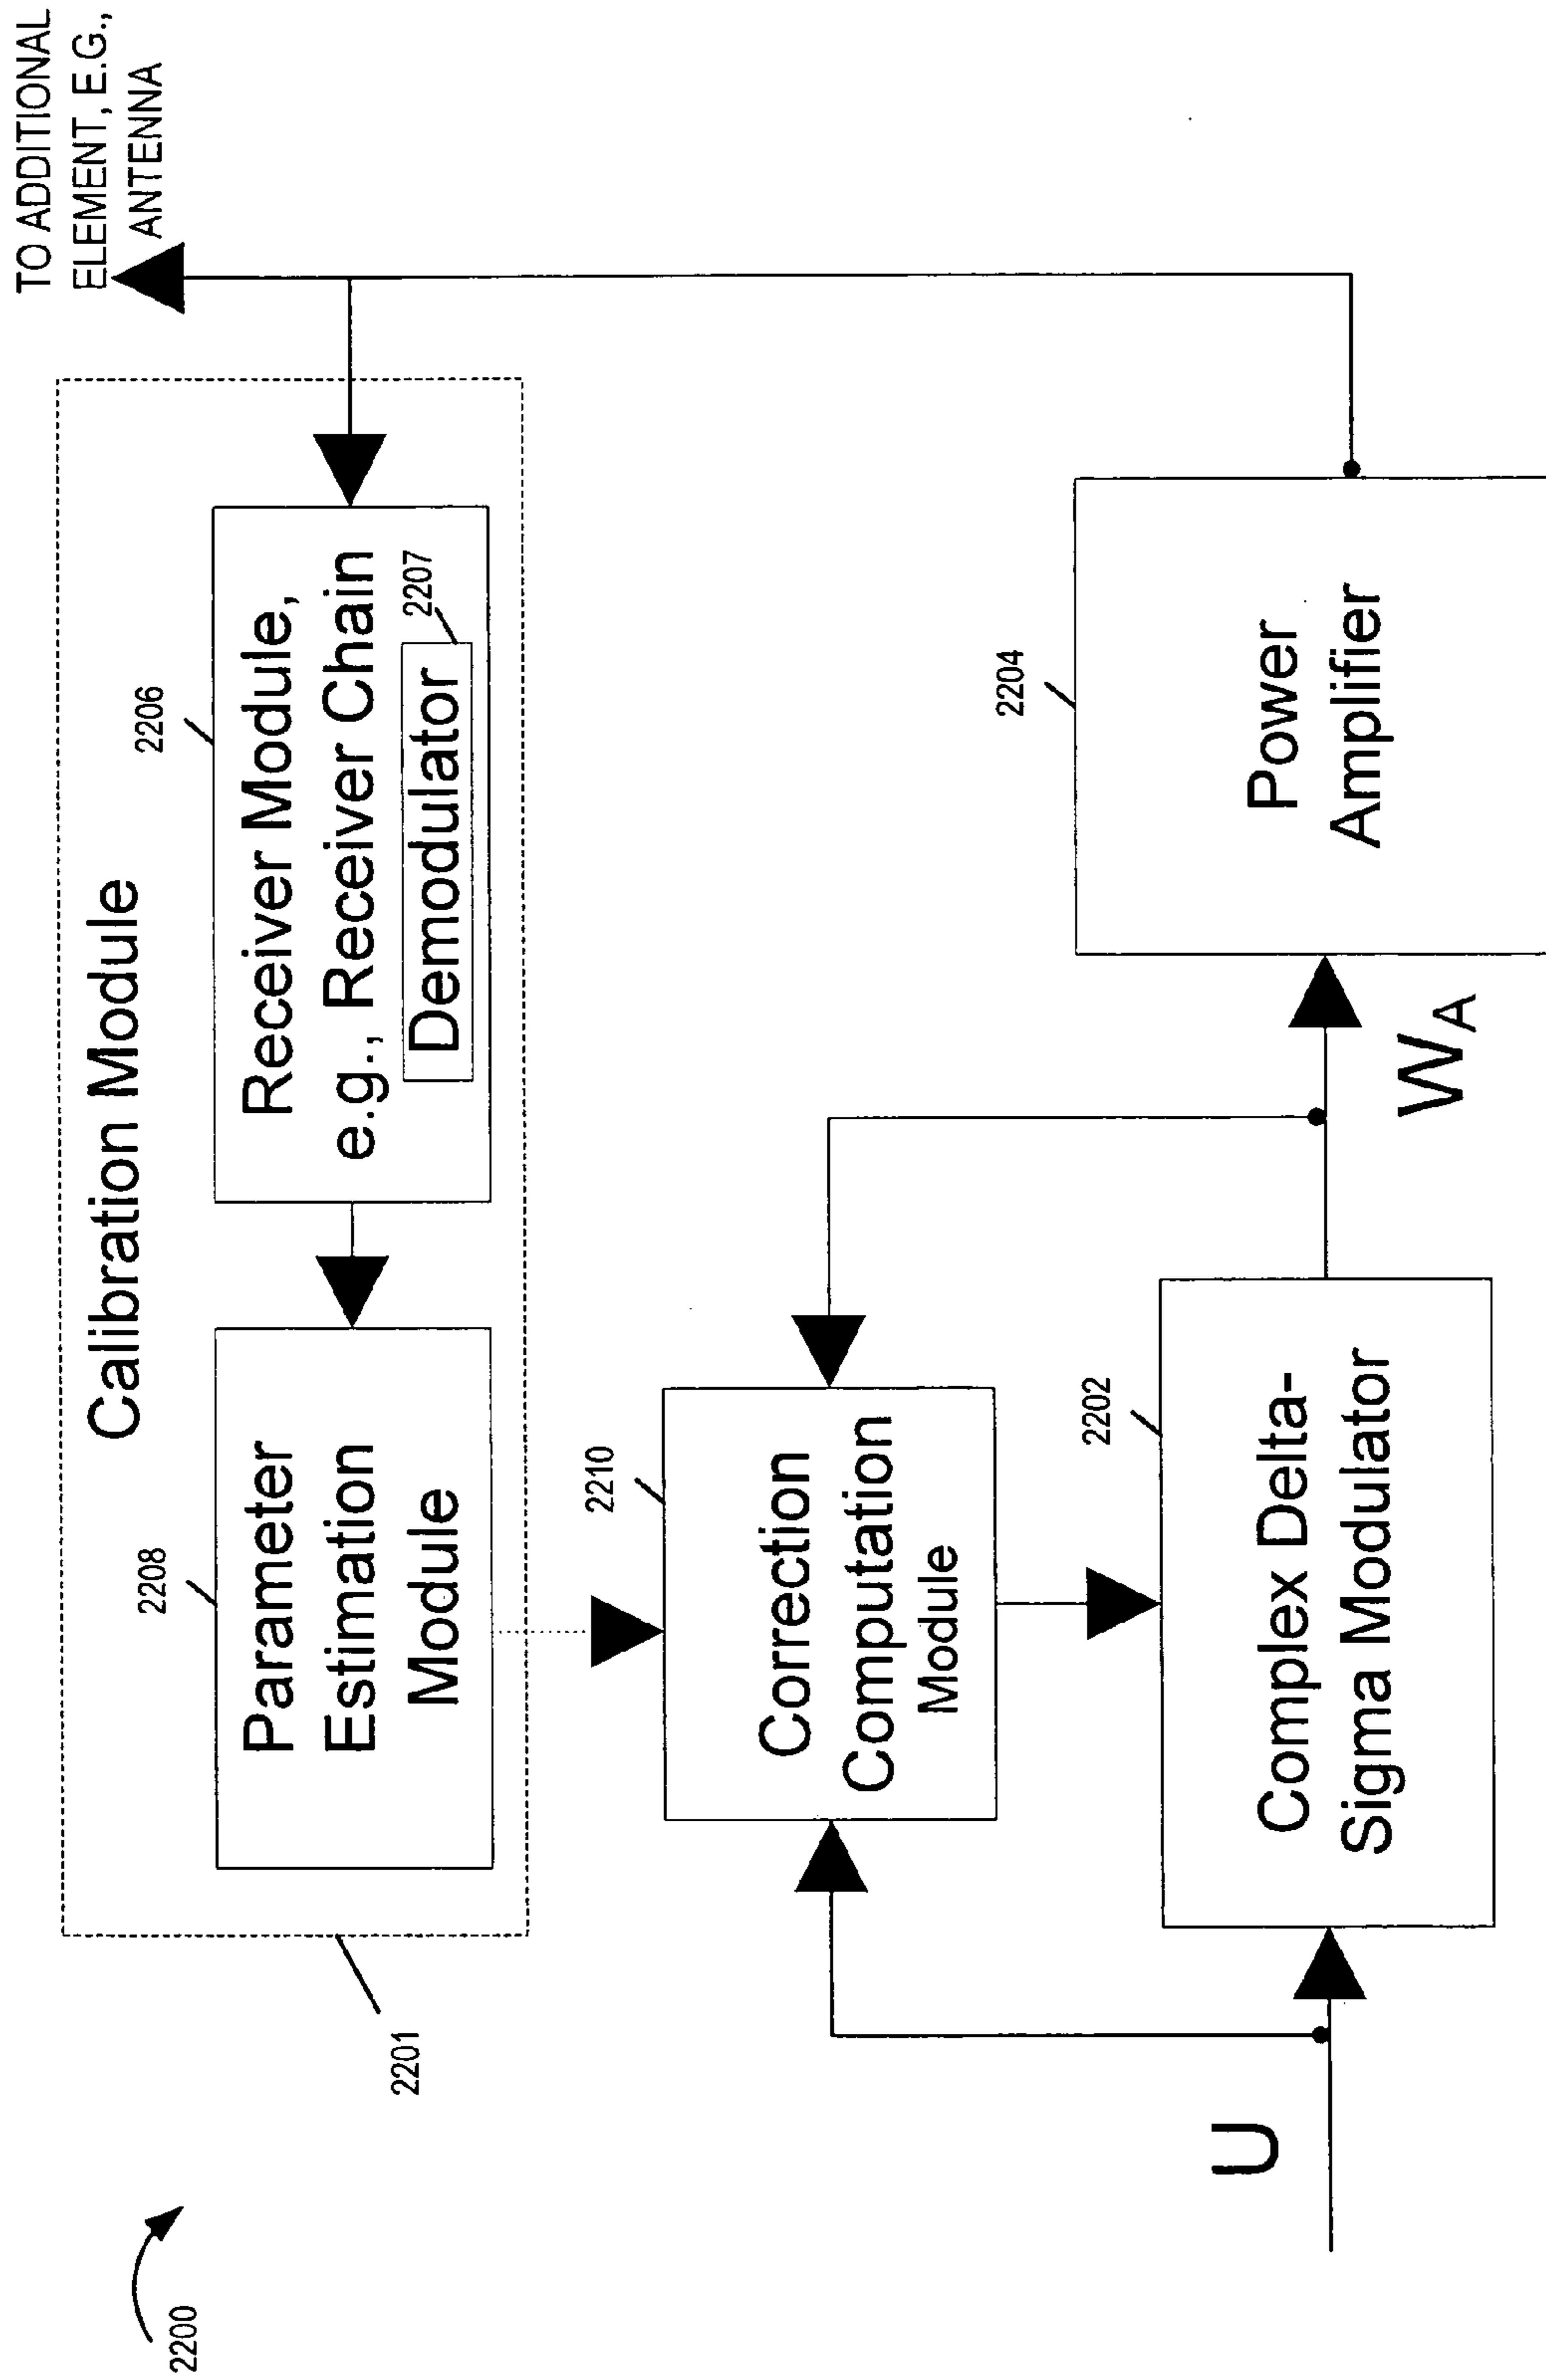 TO ADDITIONAL
ELEMENT, E.G.,
ANTENNA
2200
2201
Calibration Module
2208
Parameter
Estimation
Module
2206
Receiver Module,
e.g., Receiver Chain
Demodulator
2207
2210
Correction
Computation
Module
U
2202
Complex Delta-
Sigma Modulator
WA
2204
Power
Amplifier